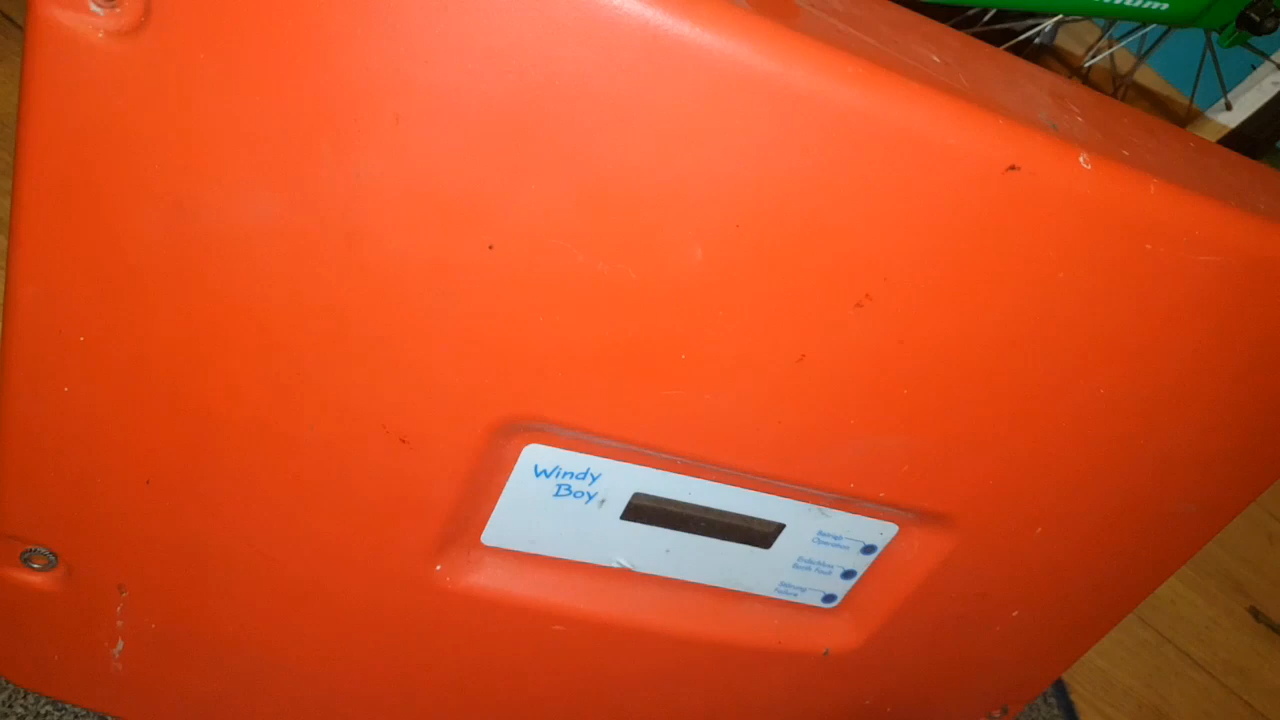 Windy
Boy
Betrieb
Operation
Erdschluss
Earth Fault
Störung
Failure